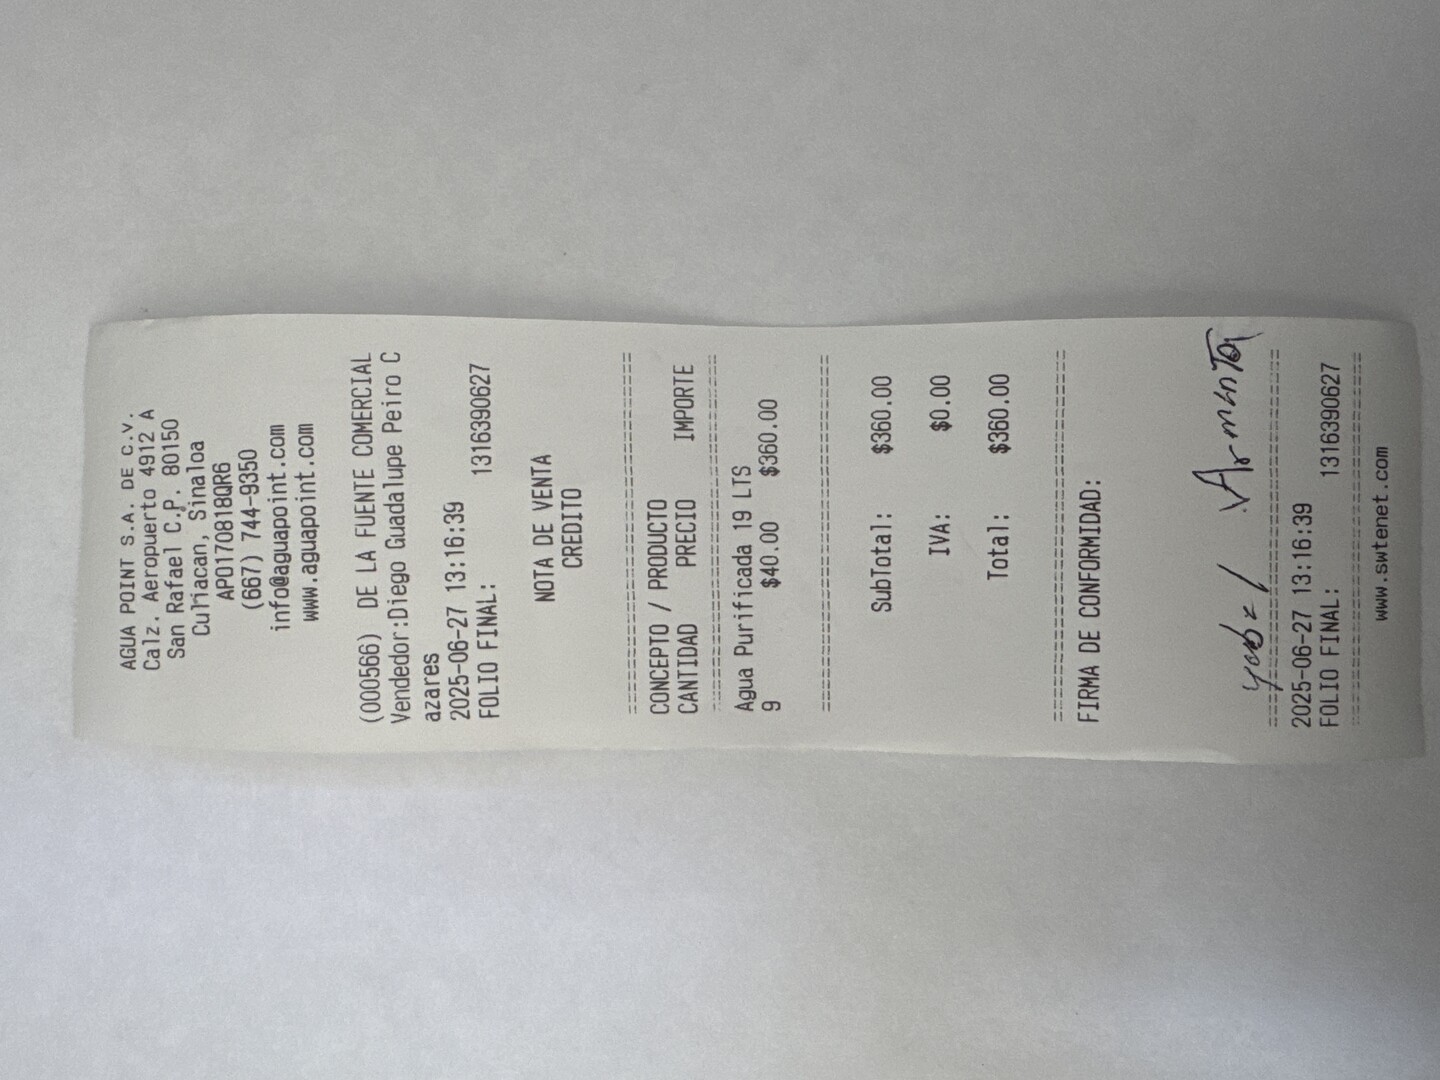 AGUA POINT S.A. DE C.V.
Calz. Aeropuerto 4912 A
San Rafael C.P. 80150
Culiacan, Sinaloa
APO170818QR6
(667) 744-9350
info@aguapoint.com
www.aguapoint.com
(000566) DE LA FUENTE COMERCIAL
Vendedor:Diego Guadalupe Peiro C
azares
2025-06-27 13:16:39
FOLIO FINAL: 1316390627
NOTA DE VENTA
CREDITO
================================
CONCEPTO / PRODUCTO
CANTIDAD PRECIO IMPORTE
================================
Agua Purificada 19 LTS
9 $40.00 $360.00
================================
SubTotal: $360.00
IVA: $0.00
Total: $360.00
================================
FIRMA DE CONFORMIDAD:
Armenta
================================
2025-06-27 13:16:39
FOLIO FINAL: 1316390627
================================
www.swtenet.com